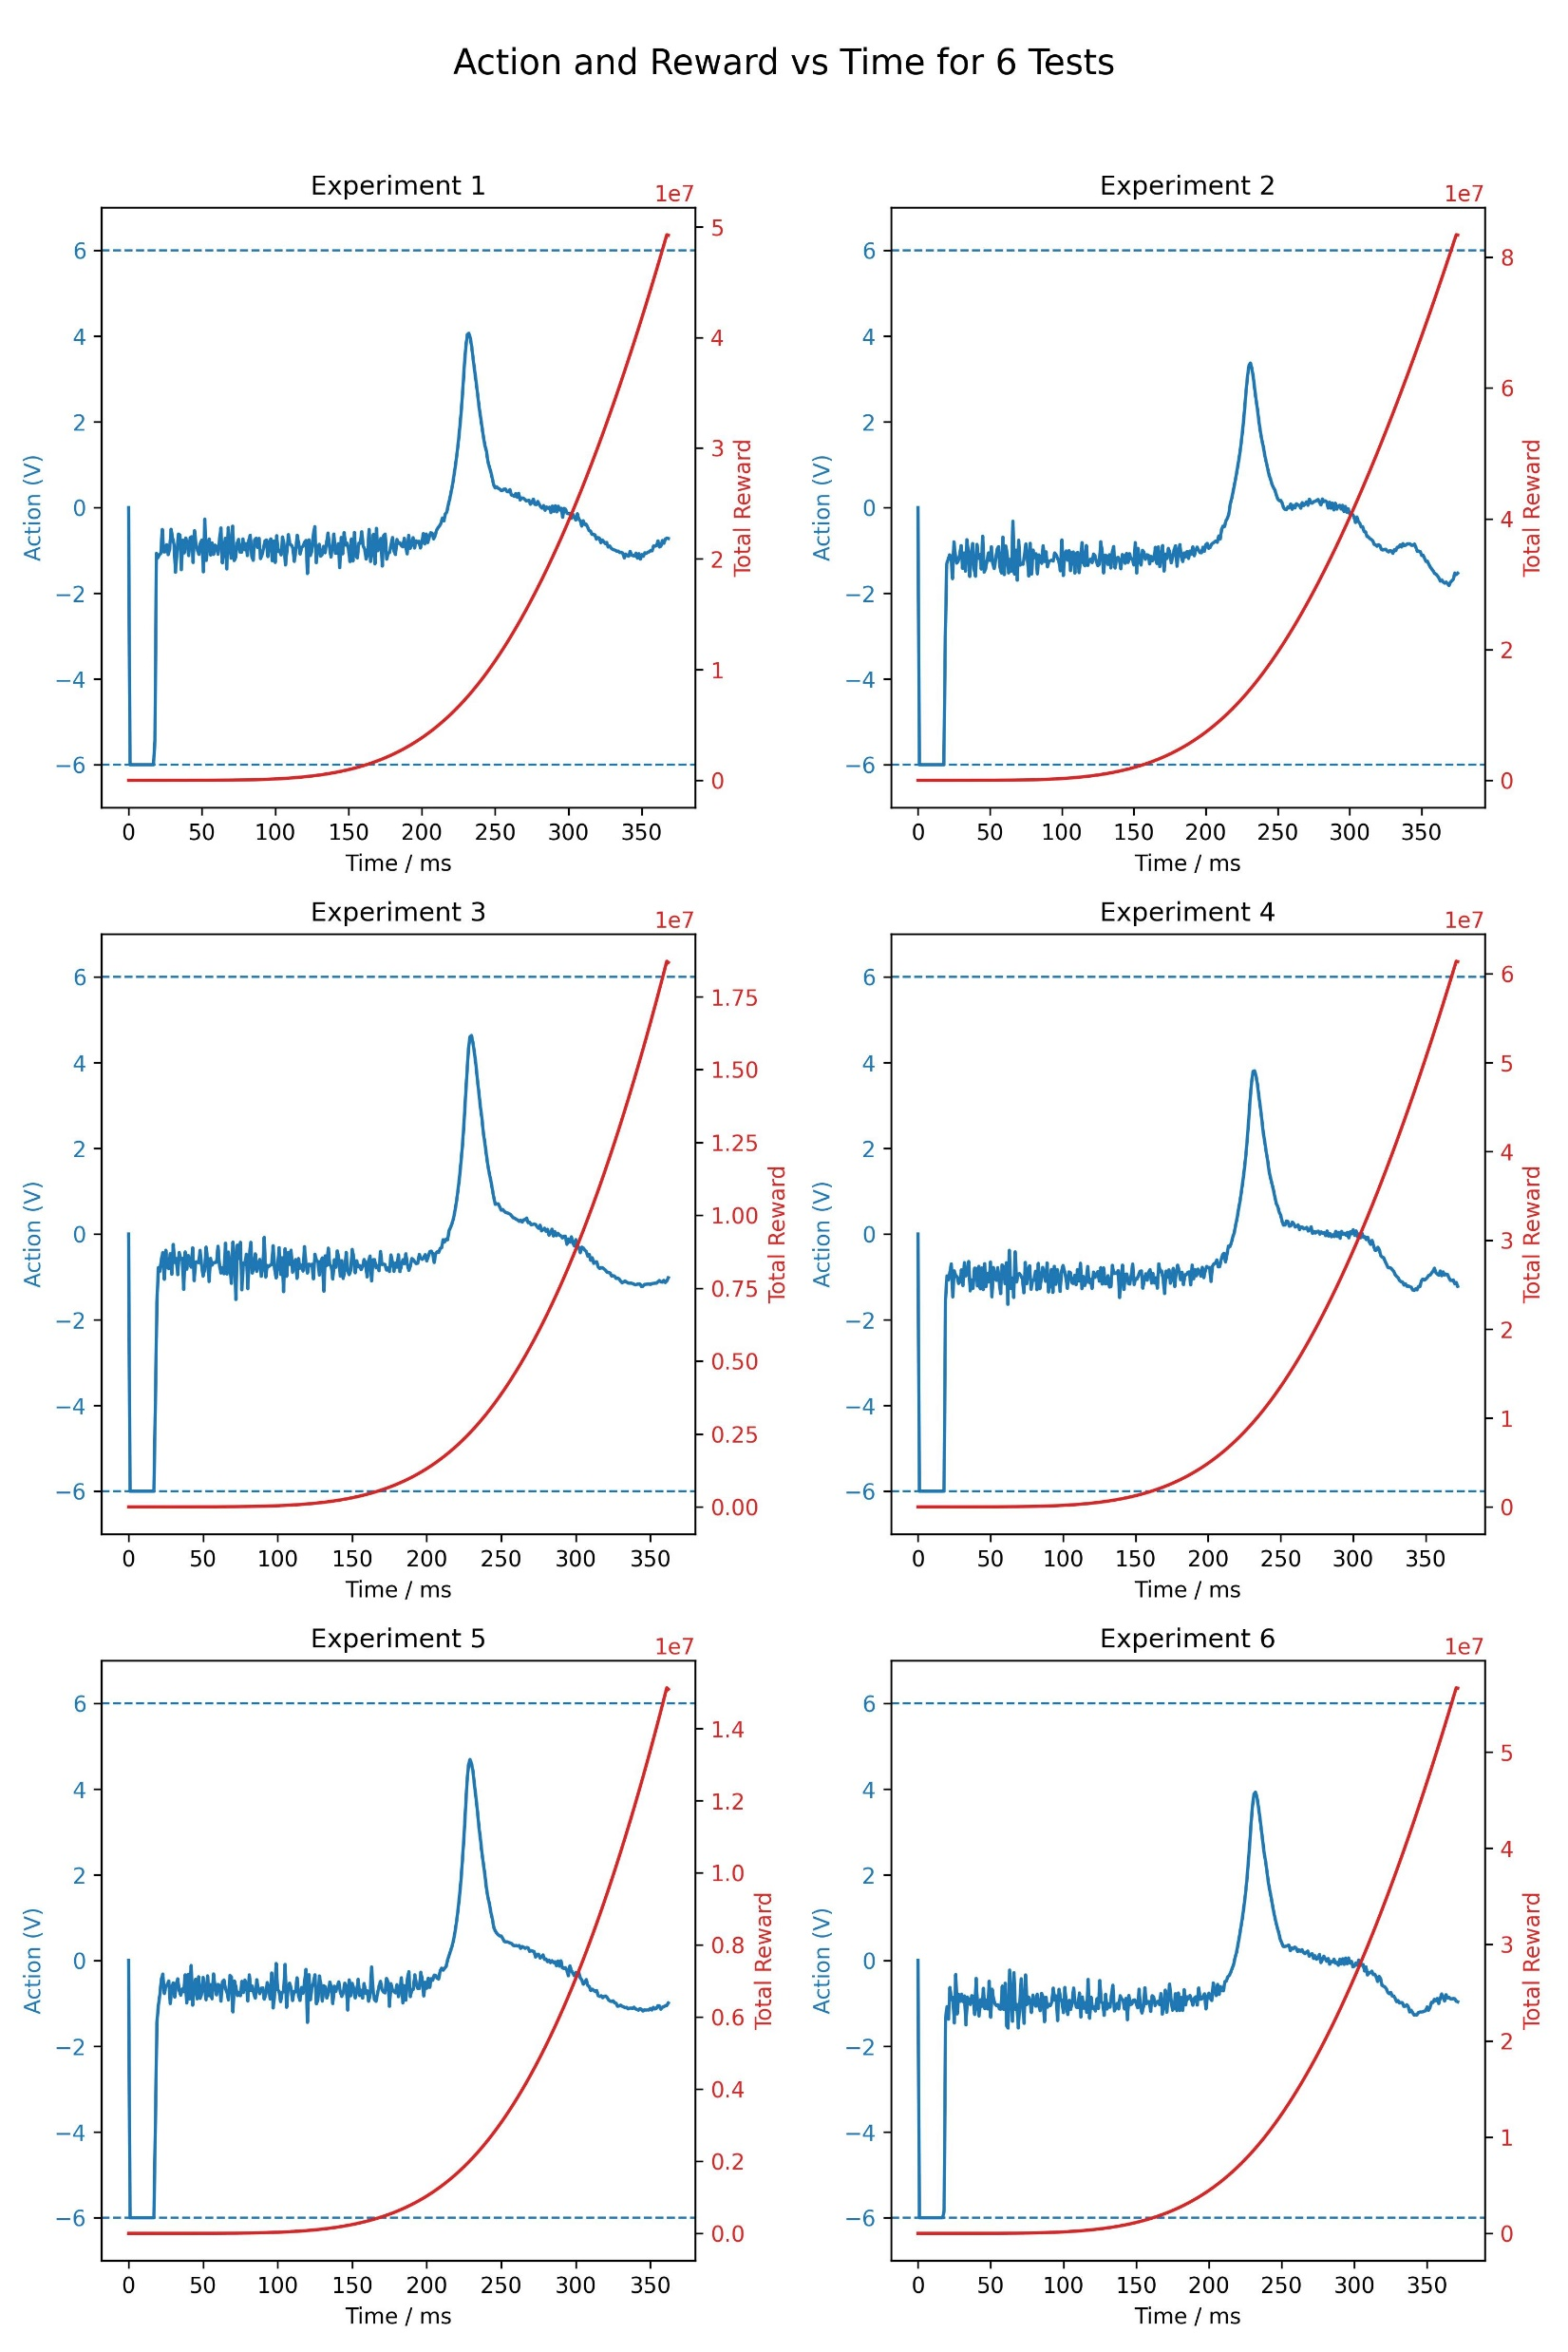 Action and Reward vs Time for 6 Tests
Experiment 1
1e7
6
4
2
0
−2
−4
−6
Action (V)
5
4
3
2
1
0
Total Reward
0 50 100 150 200 250 300 350
Time / ms
Experiment 2
1e7
6
4
2
0
−2
−4
−6
Action (V)
8
6
4
2
0
Total Reward
0 50 100 150 200 250 300 350
Time / ms
Experiment 3
1e7
6
4
2
0
−2
−4
−6
Action (V)
1.75
1.50
1.25
1.00
0.75
0.50
0.25
0.00
Total Reward
0 50 100 150 200 250 300 350
Time / ms
Experiment 4
1e7
6
4
2
0
−2
−4
−6
Action (V)
6
5
4
3
2
1
0
Total Reward
0 50 100 150 200 250 300 350
Time / ms
Experiment 5
1e7
6
4
2
0
−2
−4
−6
Action (V)
1.4
1.2
1.0
0.8
0.6
0.4
0.2
0.0
Total Reward
0 50 100 150 200 250 300 350
Time / ms
Experiment 6
1e7
6
4
2
0
−2
−4
−6
Action (V)
5
4
3
2
1
0
Total Reward
0 50 100 150 200 250 300 350
Time / ms